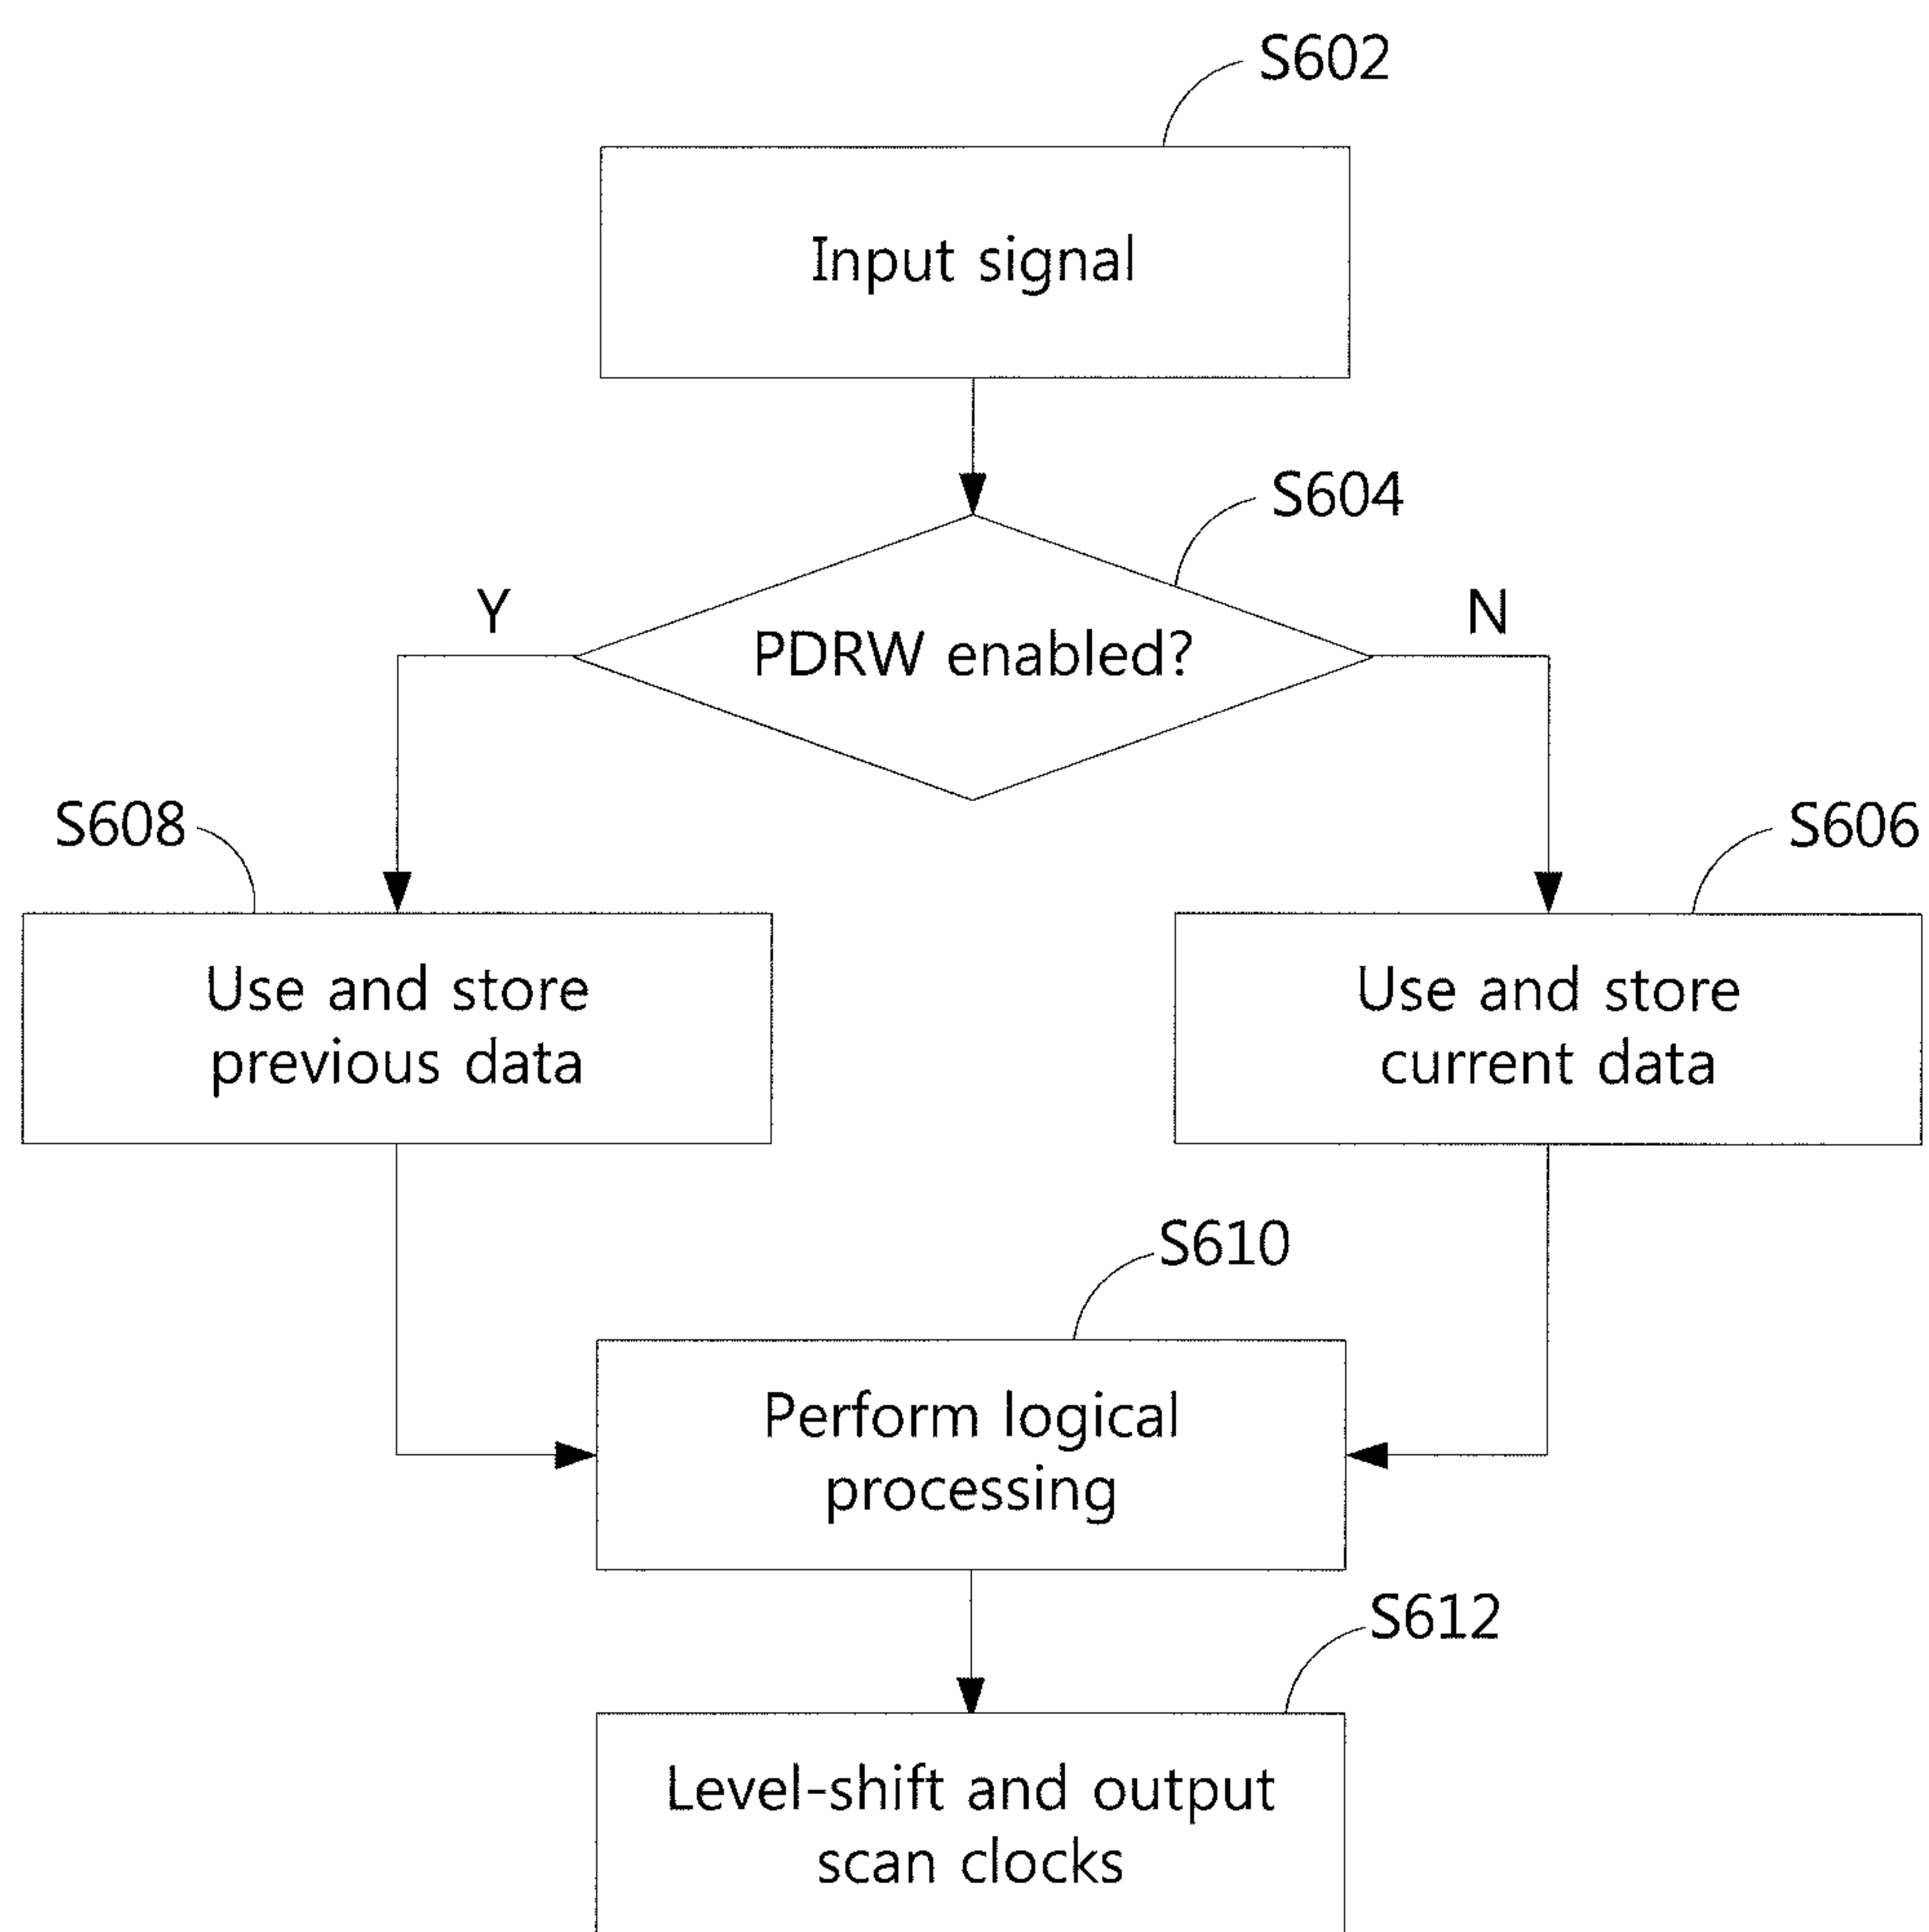 S602
Input signal
S604
Y
N
PDRW enabled?
S608
S606
Use and store
previous data
Use and store
current data
S610
Perform logical
processing
S612
Level-shift and output
scan clocks